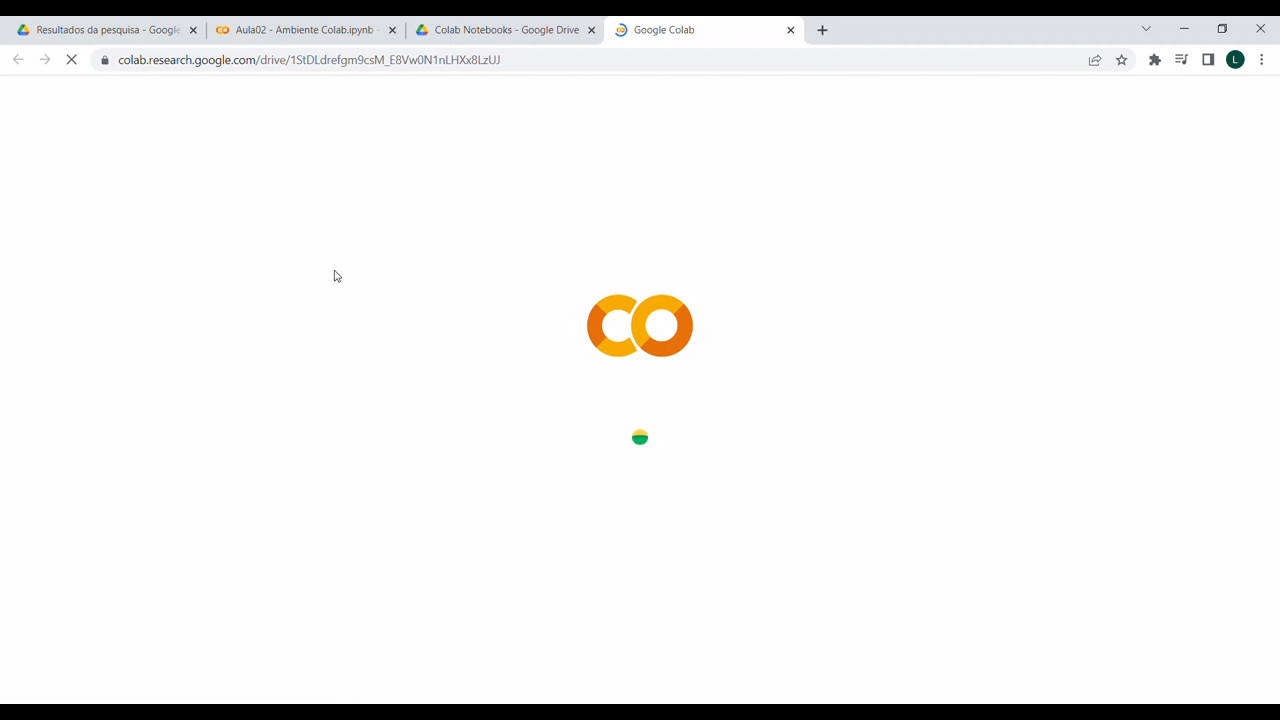 Resultados da pesquisa - Google
Aula02 - Ambiente Colab.ipynb
Colab Notebooks - Google Drive
Google Colab
colab.research.google.com/drive/1StDLdrefgm9csM_E8Vw0N1nLHXx8ErUJ
L